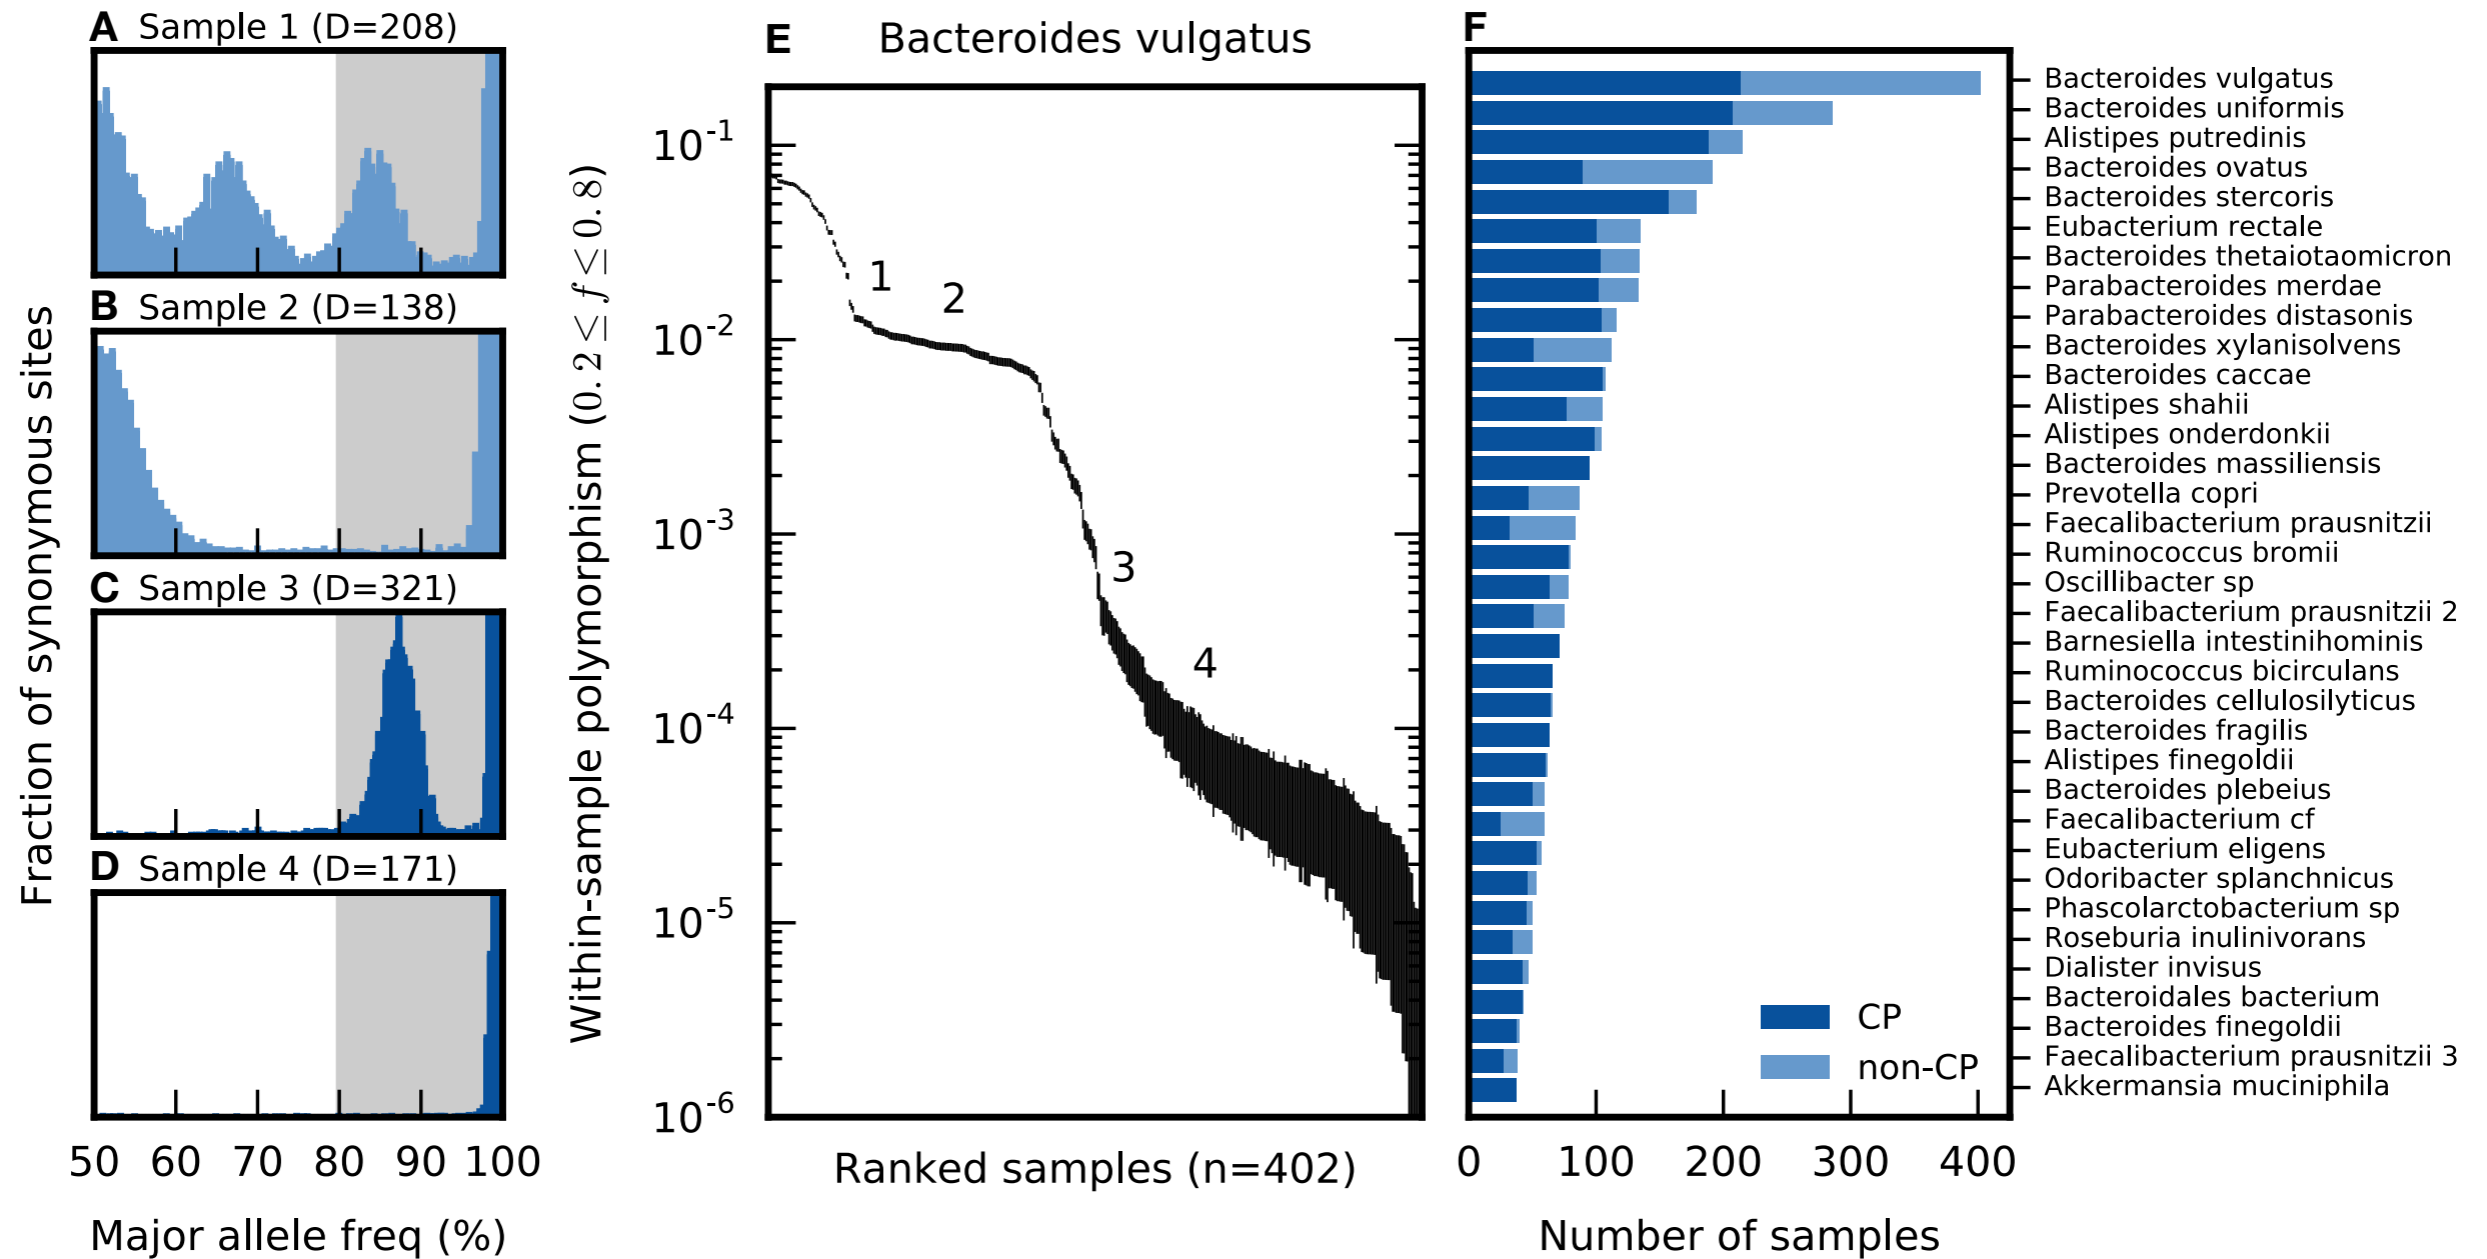 A Sample 1 (D=208)
B Sample 2 (D=138)
C Sample 3 (D=321)
D Sample 4 (D=171)
Fraction of synonymous sites
50 60 70 80 90 100
Major allele freq (%)
E Bacteroides vulgatus
Within-sample polymorphism (0.2 ≤ f ≤ 0.8)
10^-1
10^-2
10^-3
10^-4
10^-5
10^-6
1
2
3
4
Ranked samples (n=402)
F
Bacteroides vulgatus
Bacteroides uniformis
Alistipes putredinis
Bacteroides ovatus
Bacteroides stercoris
Eubacterium rectale
Bacteroides thetaiotaomicron
Parabacteroides merdae
Parabacteroides distasonis
Bacteroides xylanisolvens
Bacteroides caccae
Alistipes shahii
Alistipes onderdonkii
Bacteroides massiliensis
Prevotella copri
Faecalibacterium prausnitzii
Ruminococcus bromii
Oscillibacter sp
Faecalibacterium prausnitzii 2
Barnesiella intestinihominis
Ruminococcus bicirculans
Bacteroides cellulosilyticus
Bacteroides fragilis
Alistipes finegoldii
Bacteroides plebeius
Faecalibacterium cf
Eubacterium eligens
Odoribacter splanchnicus
Phascolarctobacterium sp
Roseburia inulinivorans
Dialister invisus
Bacteroidales bacterium
Bacteroides finegoldii
Faecalibacterium prausnitzii 3
Akkermansia muciniphila
CP
non-CP
0 100 200 300 400
Number of samples